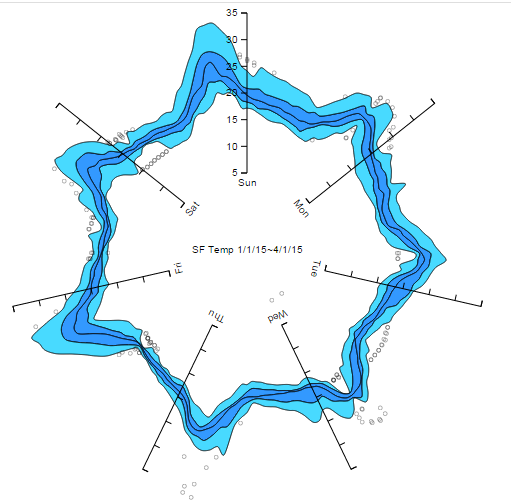 35
30
25
20
15
10
5
Sun
Mon
Tue
Wed
Thu
Fri
Sat
SF Temp 1/1/15~4/1/15